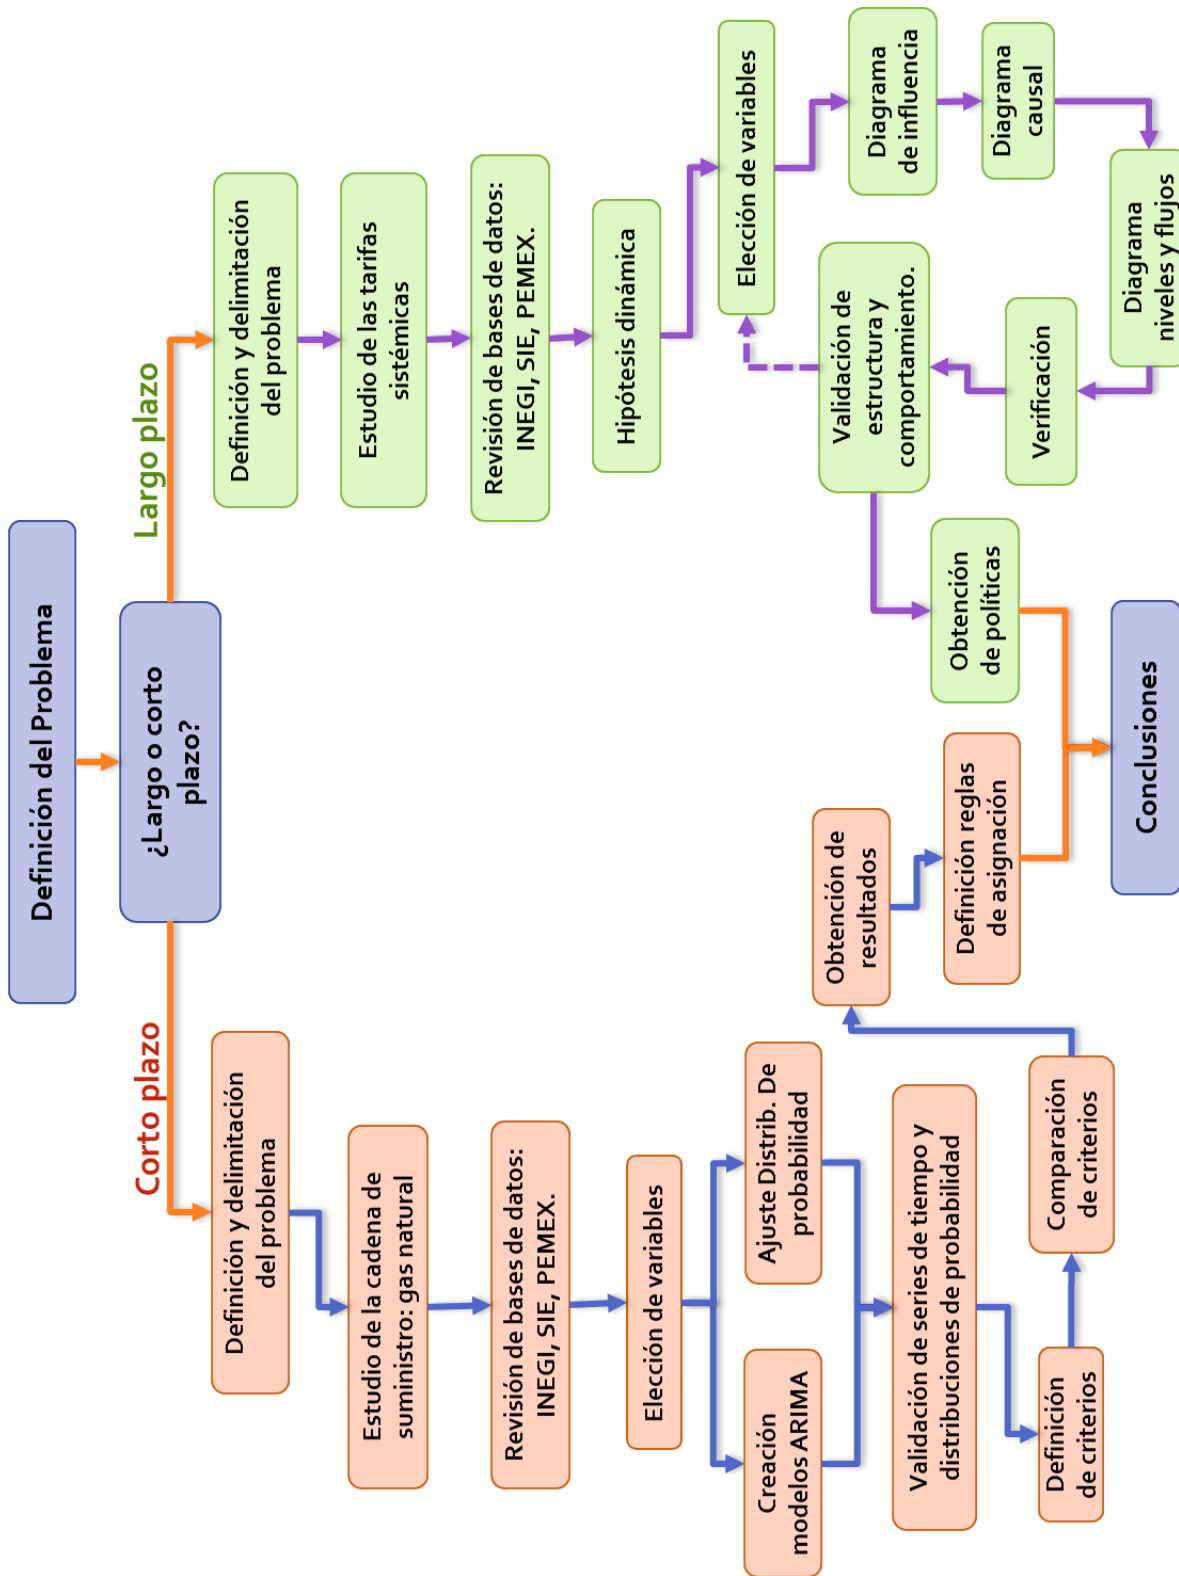 Definición del Problema
¿Largo o corto
plazo?
Corto plazo
Definición y delimitación
del problema
Estudio de la cadena de
suministro: gas natural
Revisión de bases de datos:
INEGI, SIE, PEMEX.
Elección de variables
Creación
modelos ARIMA
Ajuste Distrib. De
probabilidad
Validación de series de tiempo y
distribuciones de probabilidad
Definición
de criterios
Comparación
de criterios
Obtención de
resultados
Definición reglas
de asignación
Largo plazo
Definición y delimitación
del problema
Estudio de las tarifas
sistémicas
Revisión de bases de datos:
INEGI, SIE, PEMEX.
Hipótesis dinámica
Elección de variables
Diagrama
de influencia
Diagrama
causal
Diagrama
niveles y flujos
Verificación
Validación de
estructura y
comportamiento.
Obtención
de políticas
Conclusiones